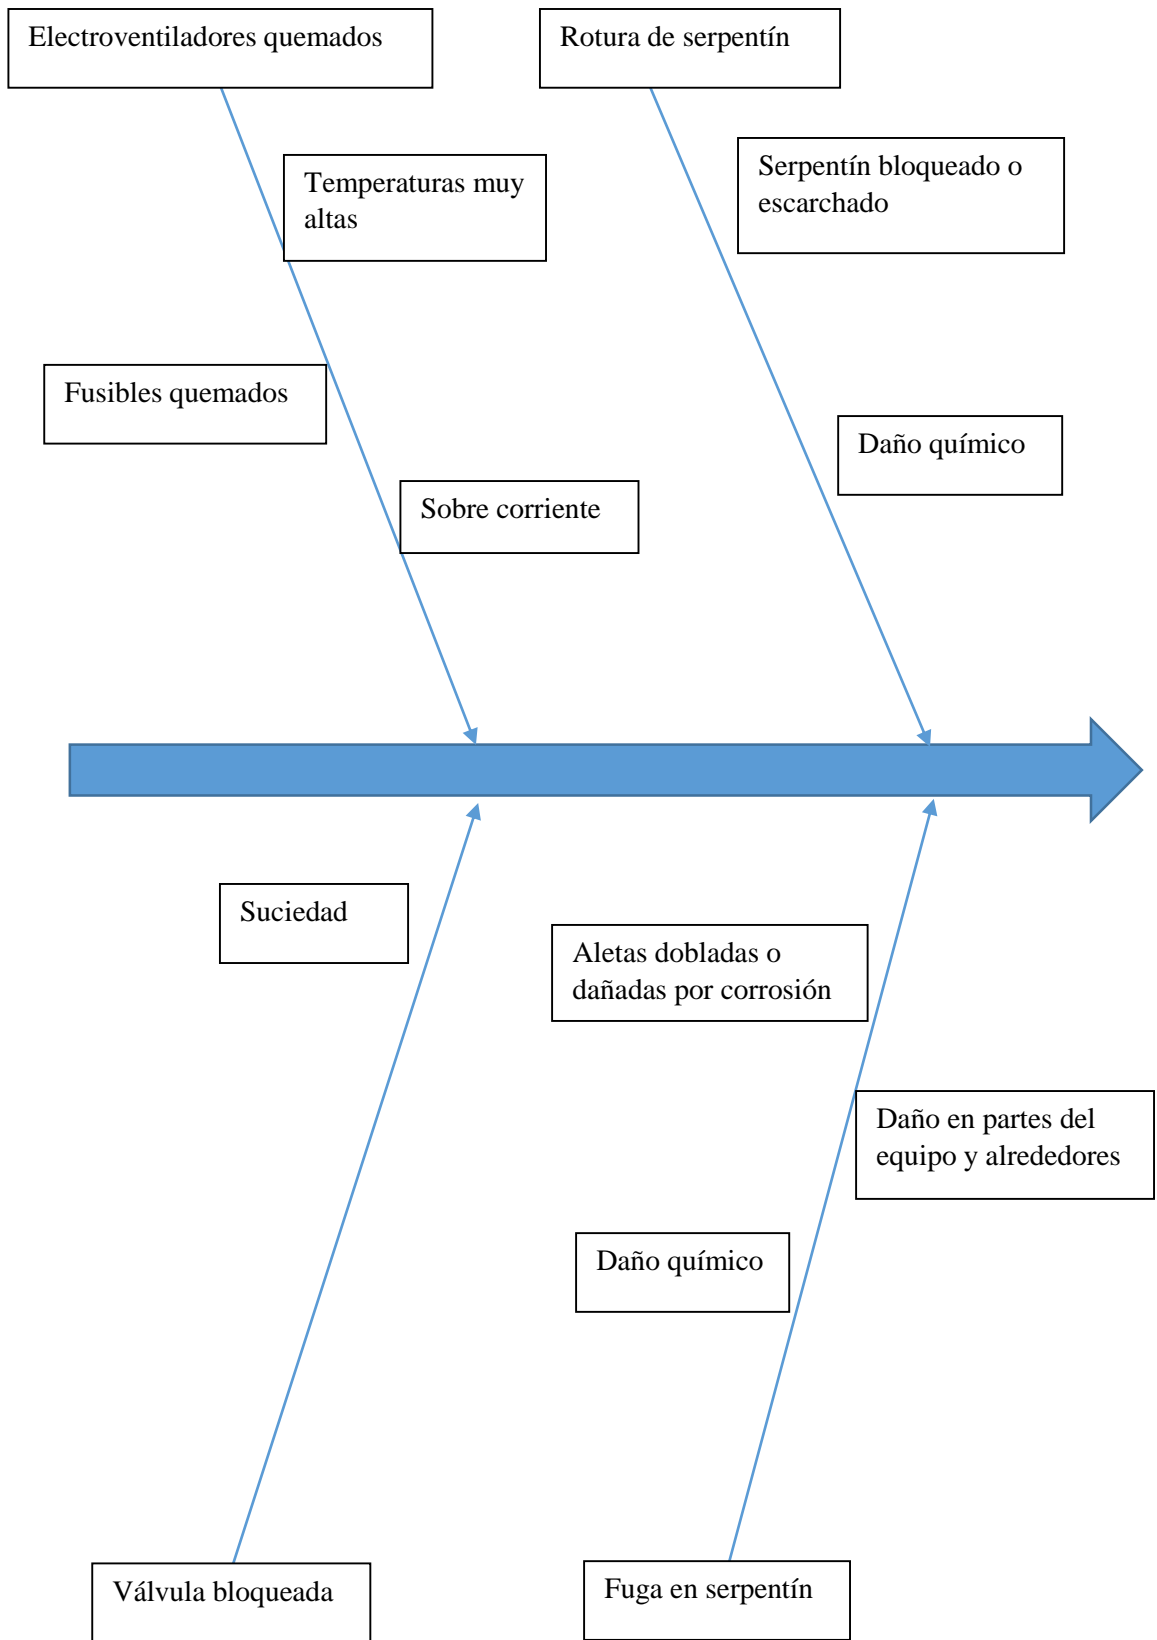 Electroventiladores quemados
Rotura de serpentín
Temperaturas muy
altas
Serpentín bloqueado o
escarchado
Fusibles quemados
Daño químico
Sobre corriente
Suciedad
Aletas dobladas o
dañadas por corrosión
Daño en partes del
equipo y alrededores
Daño químico
Válvula bloqueada
Fuga en serpentín